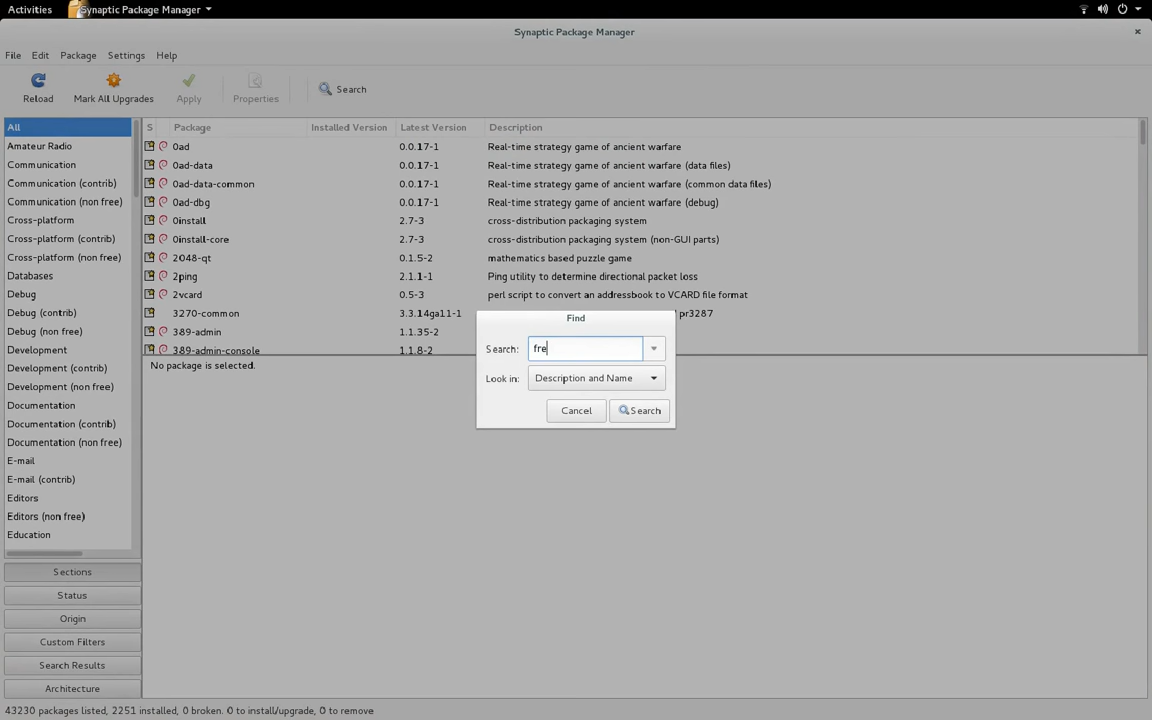 Activities Synaptic Package Manager
Synaptic Package Manager
File Edit Package Settings Help
Reload Mark All Upgrades Apply Properties Search
All
Amateur Radio
Communication
Communication (contrib)
Communication (non free)
Cross-platform
Cross-platform (contrib)
Cross-platform (non free)
Databases
Debug
Debug (contrib)
Debug (non free)
Development
Development (contrib)
Development (non free)
Documentation
Documentation (contrib)
Documentation (non free)
E-mail
E-mail (contrib)
Editors
Editors (non free)
Education
Sections
Status
Origin
Custom Filters
Search Results
Architecture
S Package Installed Version Latest Version Description
0ad 0.0.17-1 Real-time strategy game of ancient warfare
0ad-data 0.0.17-1 Real-time strategy game of ancient warfare (data files)
0ad-data-common 0.0.17-1 Real-time strategy game of ancient warfare (common data files)
0ad-dbg 0.0.17-1 Real-time strategy game of ancient warfare (debug)
0install 2.7-3 cross-distribution packaging system
0install-core 2.7-3 cross-distribution packaging system (non-GUI parts)
2048-qt 0.1.5-2 mathematics based puzzle game
2ping 2.1.1-1 Ping utility to determine directional packet loss
2vcard 0.5-3 perl script to convert an addressbook to VCARD file format
3270-common 3.3.14ga11-1 pr3287
389-admin 1.1.35-2
389-admin-console 1.1.8-2
No package is selected.
Find
Search: fre
Look in: Description and Name
Cancel Search
43230 packages listed, 2251 installed, 0 broken. 0 to install/upgrade, 0 to remove